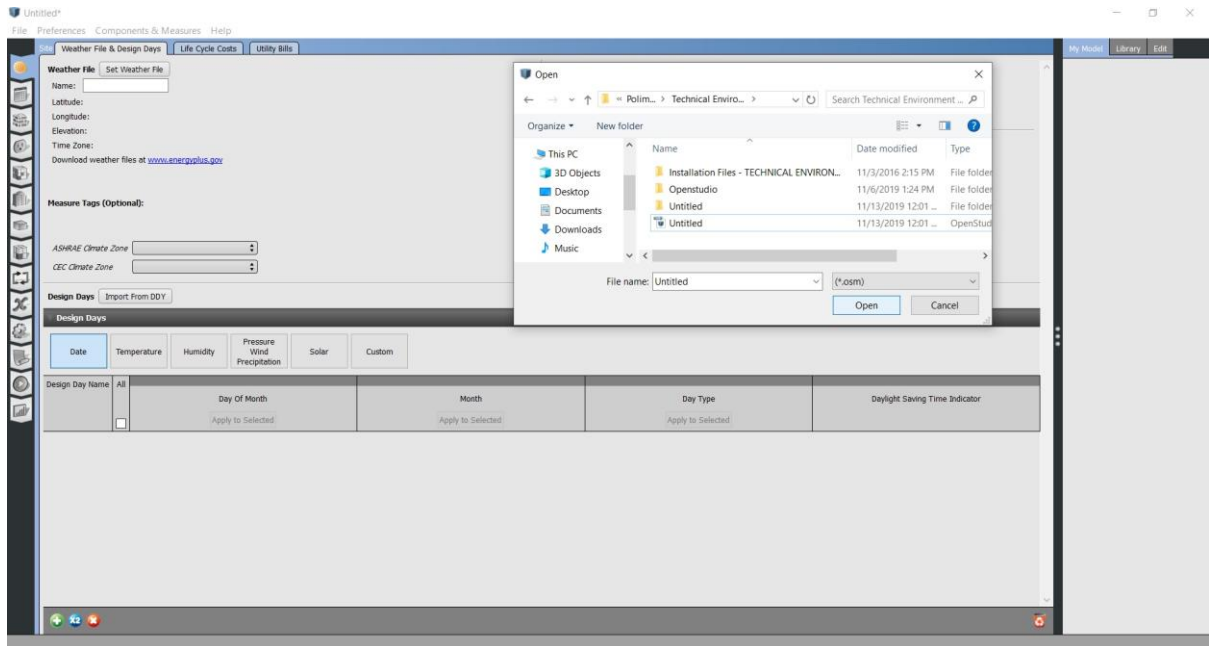 Untitled*
File Preferences Components & Measures Help
Site Weather File & Design Days Life Cycle Costs Utility Bills
My Model Library Edit
Weather File Set Weather File
Name:
Latitude:
Longitude:
Elevation:
Time Zone:
Download weather files at www.energyplus.gov
Measure Tags (Optional):
ASHRAE Climate Zone
CEC Climate Zone
Design Days Import From DDY
Design Days
Date Temperature Humidity Pressure Wind Precipitation Solar Custom
Design Day Name All Day Of Month Month Day Type Daylight Saving Time Indicator
Apply to Selected Apply to Selected Apply to Selected
X2
Open
« Polim... > Technical Enviro... > Search Technical Environment ...
Organize New folder
This PC
3D Objects
Desktop
Documents
Downloads
Music
Name Date modified Type
Installation Files - TECHNICAL ENVIRON... 11/3/2016 2:15 PM File folder
Openstudio 11/6/2019 1:24 PM File folder
Untitled 11/13/2019 12:01 ... File folder
Untitled 11/13/2019 12:01 ... OpenStud
File name: Untitled (*.osm)
Open Cancel